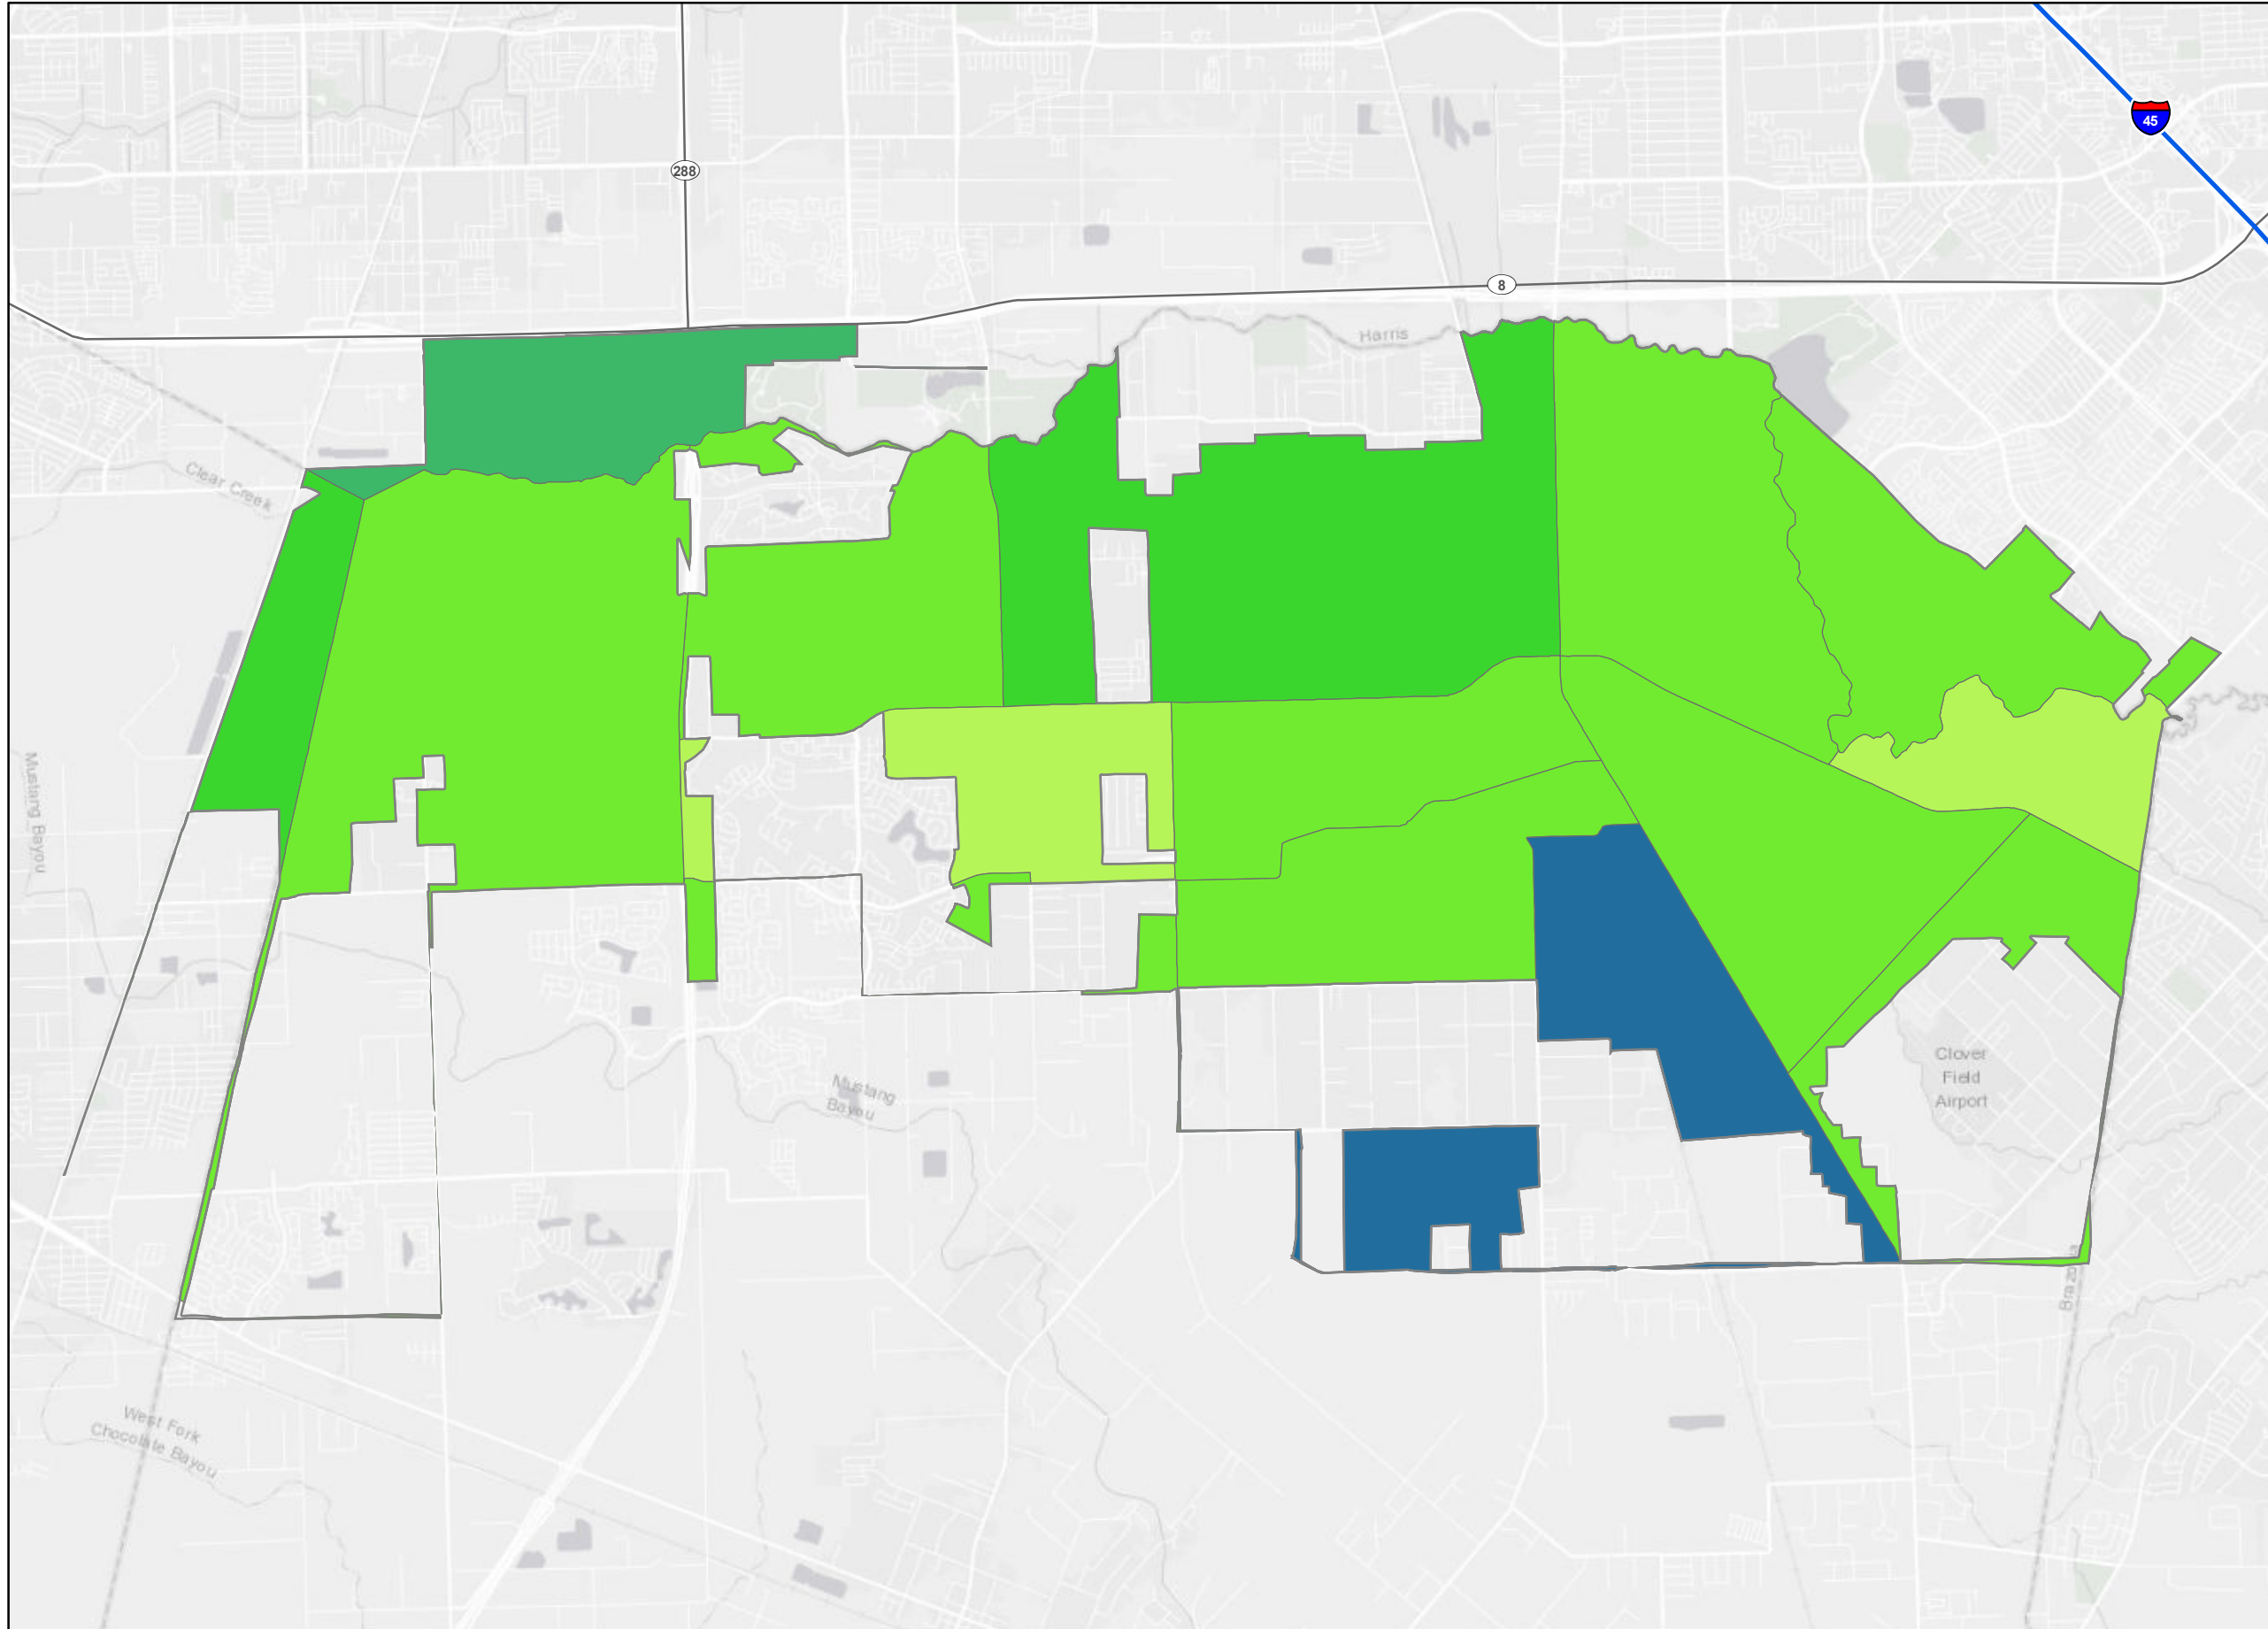 45
288
8
Harris
Clear Creek
Mustang Bayou
Clover
Field
Airport
Mustang
Bayou
West Fork
Chocolate Bayou